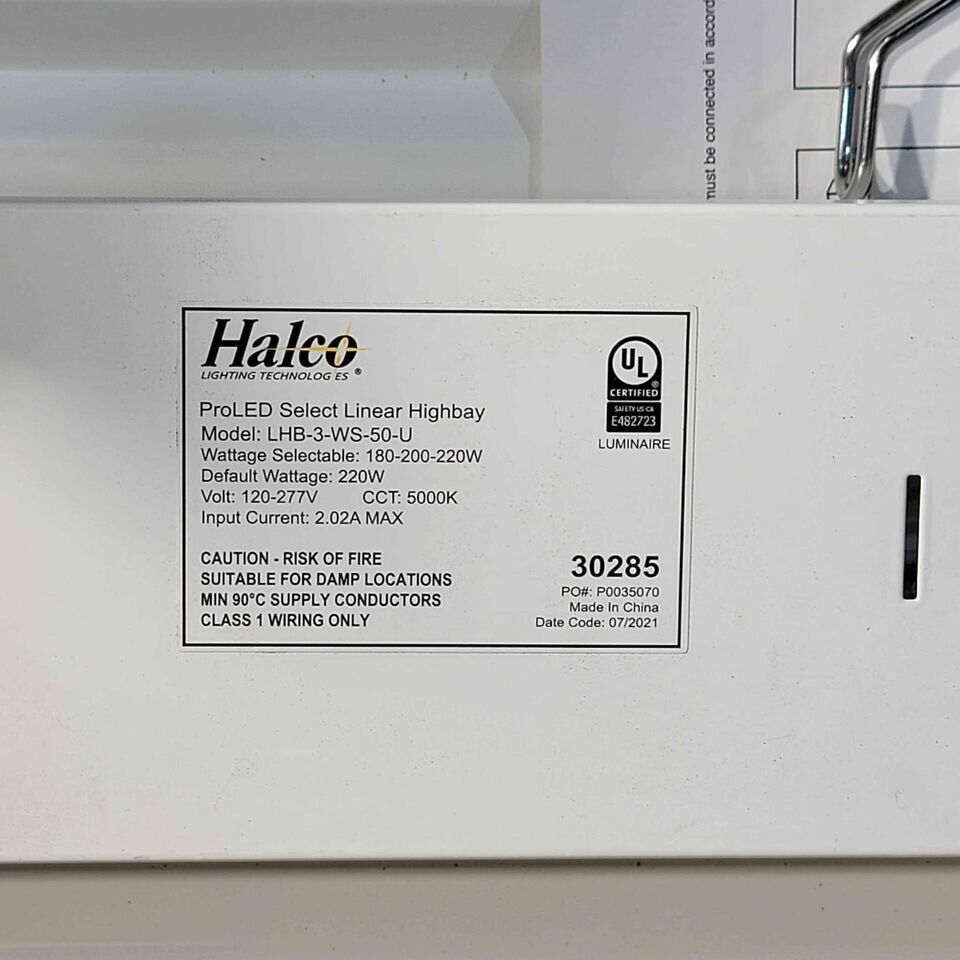 must be connected in accord
Halco
LIGHTING TECHNOLOGIES ®
ProLED Select Linear Highbay
Model: LHB-3-WS-50-U
Wattage Selectable: 180-200-220W
Default Wattage: 220W
Volt: 120-277V CCT: 5000K
Input Current: 2.02A MAX
CAUTION - RISK OF FIRE
SUITABLE FOR DAMP LOCATIONS
MIN 90°C SUPPLY CONDUCTORS
CLASS 1 WIRING ONLY
UL ®
CERTIFIED
SAFETY US-CA
E482723
LUMINAIRE
30285
PO#: P0035070
Made In China
Date Code: 07/2021